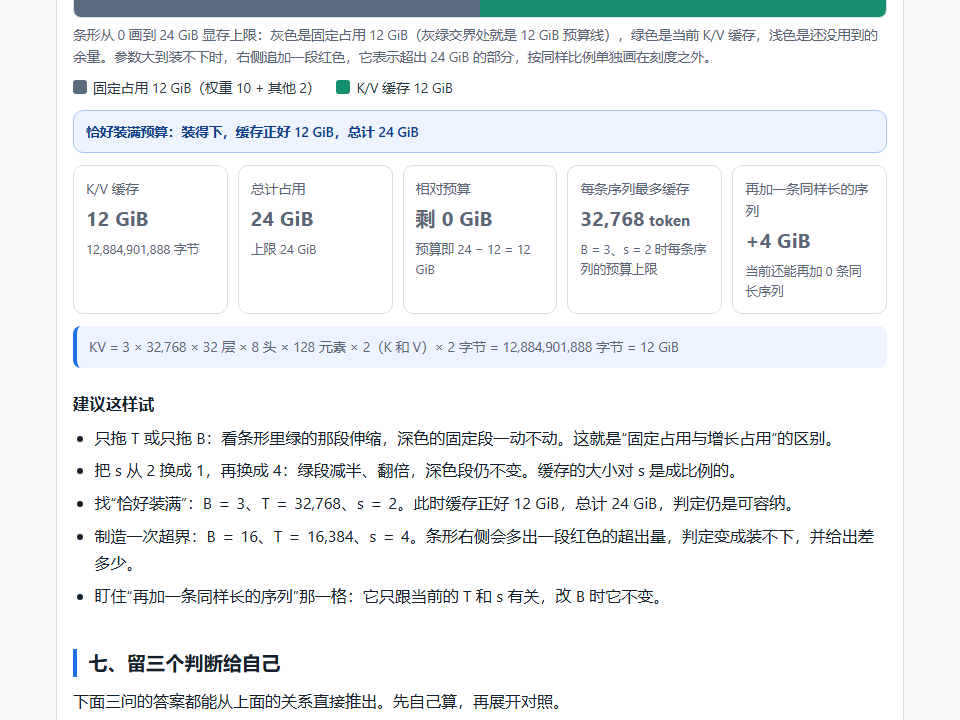 条形从 0 画到 24 GiB 显存上限：灰色是固定占用 12 GiB（灰绿交界处就是 12 GiB 预算线），绿色是当前 K/V 缓存，浅色是还没用到的
余量。参数大到装不下时，右侧追加一段红色，它表示超出 24 GiB 的部分，按同样比例单独画在刻度之外。
固定占用 12 GiB（权重 10 + 其他 2） K/V 缓存 12 GiB
恰好装满预算：装得下，缓存正好 12 GiB，总计 24 GiB
K/V 缓存
12 GiB
12,884,901,888 字节
总计占用
24 GiB
上限 24 GiB
相对预算
剩 0 GiB
预算即 24 − 12 = 12
GiB
每条序列最多缓存
32,768 token
B = 3、s = 2 时每条序
列的预算上限
再加一条同样长的序
列
+4 GiB
当前还能再加 0 条同
长序列
KV = 3 × 32,768 × 32 层 × 8 头 × 128 元素 × 2（K 和 V）× 2 字节 = 12,884,901,888 字节 = 12 GiB
建议这样试
• 只拖 T 或只拖 B：看条形里绿的那段伸缩，深色的固定段一动不动。这就是“固定占用与增长占用”的区别。
• 把 s 从 2 换成 1，再换成 4：绿段减半、翻倍，深色段仍不变。缓存的大小对 s 是成比例的。
• 找“恰好装满”：B = 3、T = 32,768、s = 2。此时缓存正好 12 GiB，总计 24 GiB，判定仍是可容纳。
• 制造一次超界：B = 16、T = 16,384、s = 4。条形右侧会多出一段红色的超出量，判定变成装不下，并给出差
多少。
• 盯住“再加一条同样长的序列”那一格：它只跟当前的 T 和 s 有关，改 B 时它不变。
七、留三个判断给自己
下面三问的答案都能从上面的关系直接推出。先自己算，再展开对照。